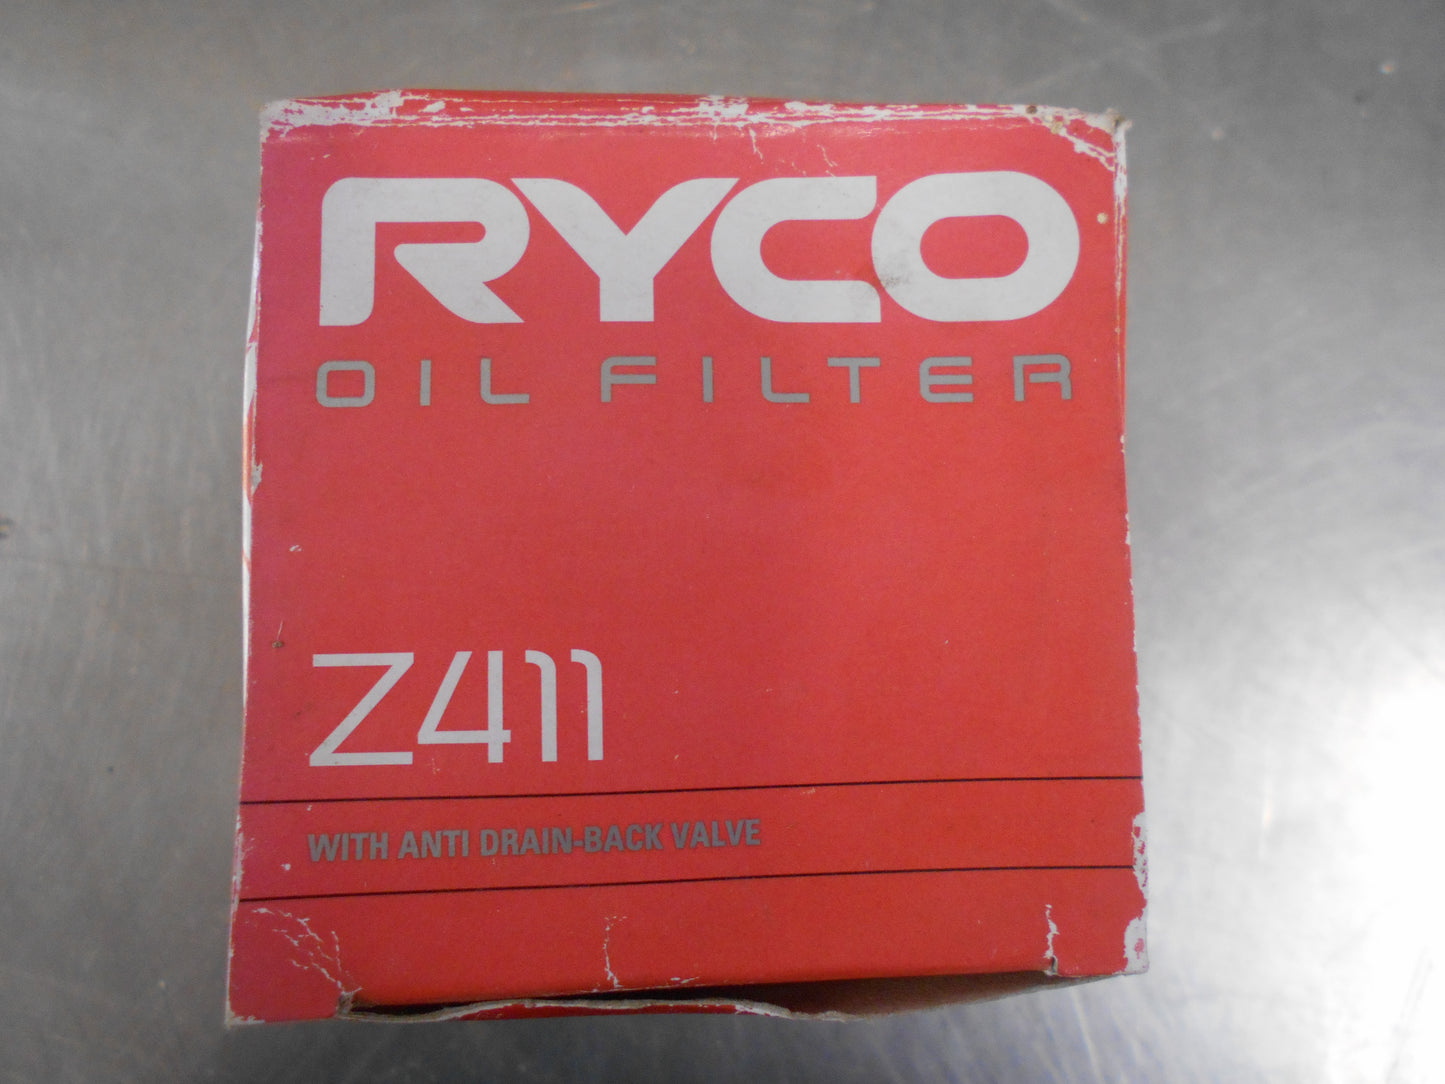 RYCO
OIL FILTER
Z411
WITH ANTI DRAIN-BACK VALVE